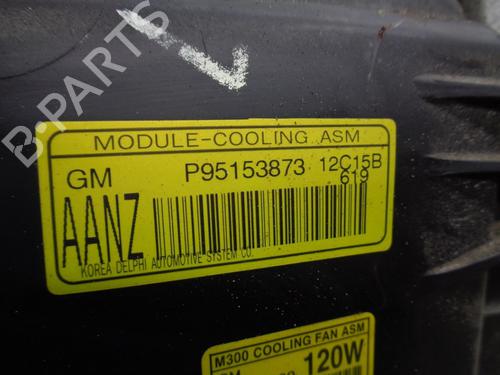 B-PARTS
MODULE-COOLING ASM
GM P95153873 12C15B
619
AANZ
KOREA DELPHI AUTOMOTIVE SYSTEM CO.
M300 COOLING FAN ASM
120W